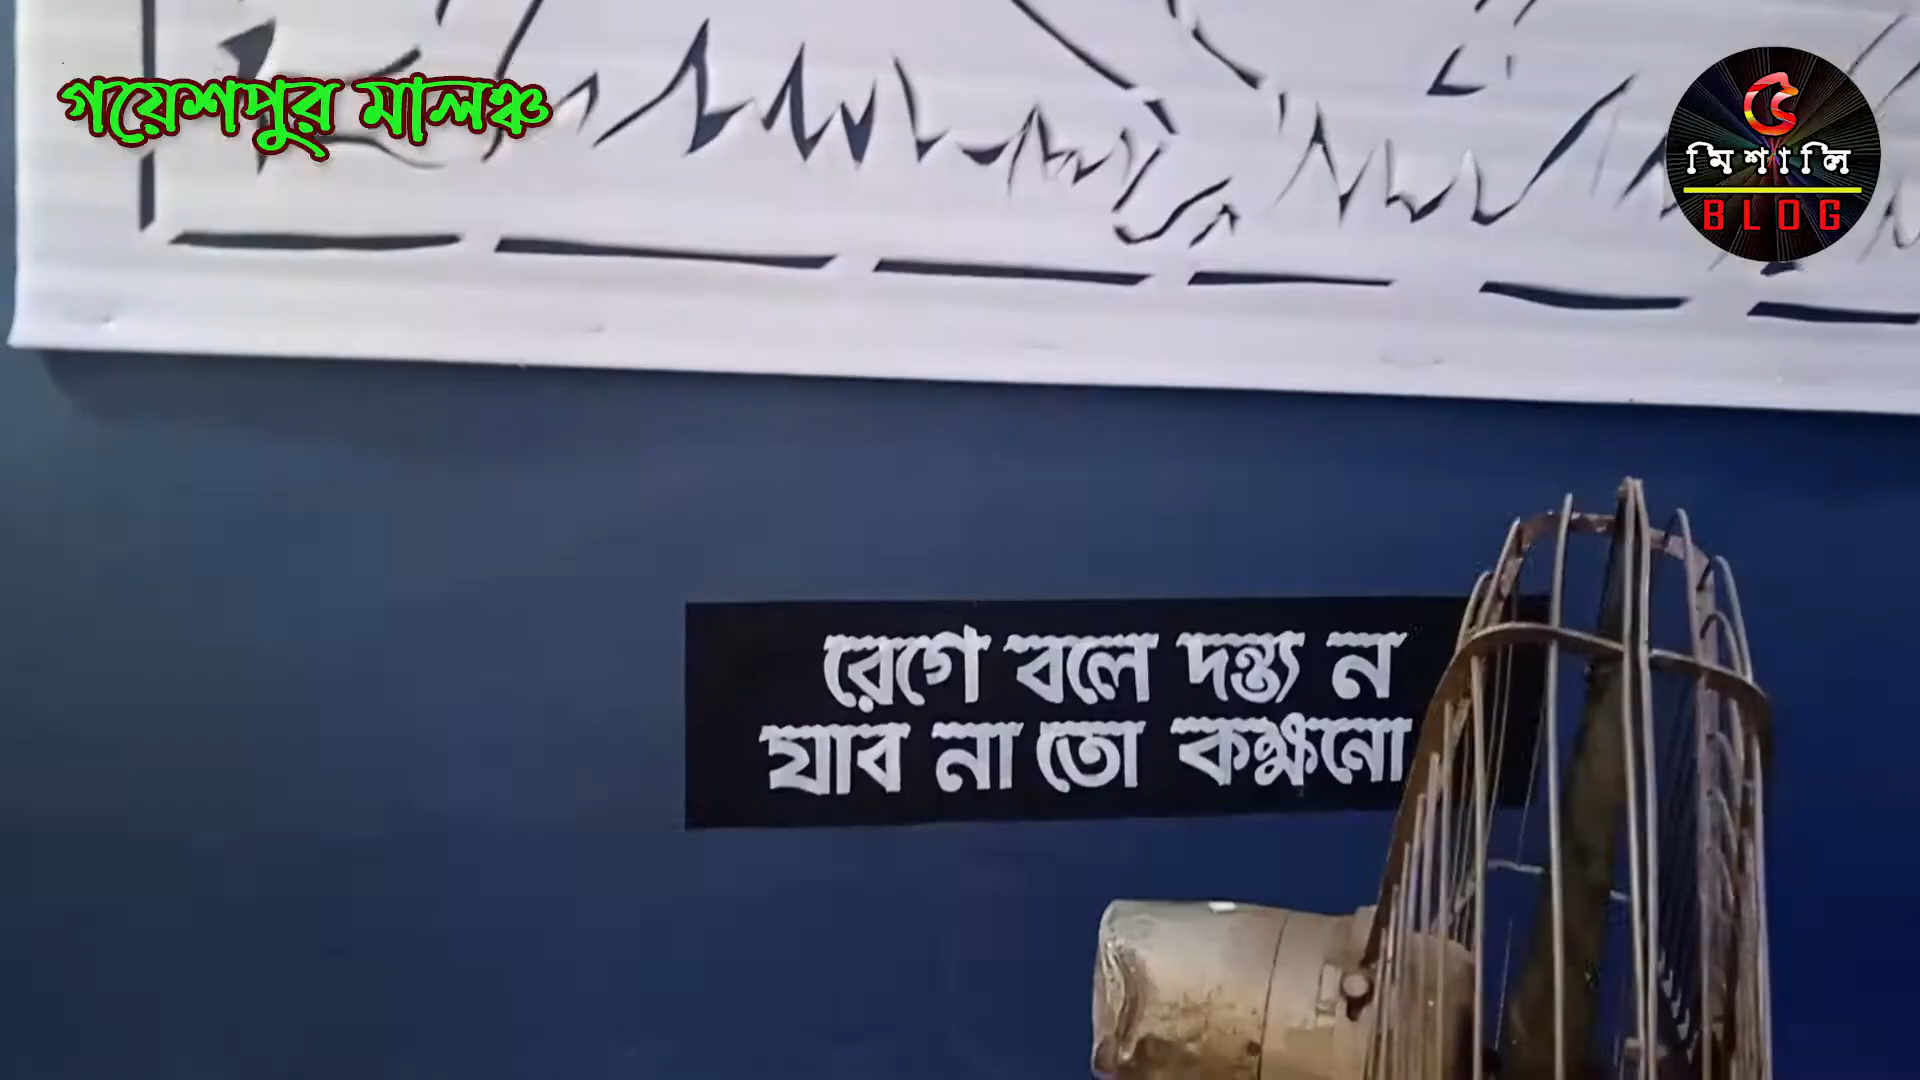 গয়েশপুর মালঞ্চ
মিশালি
BLOG
রেগে বলে দন্ত্য ন
যাব না তো কক্ষনো